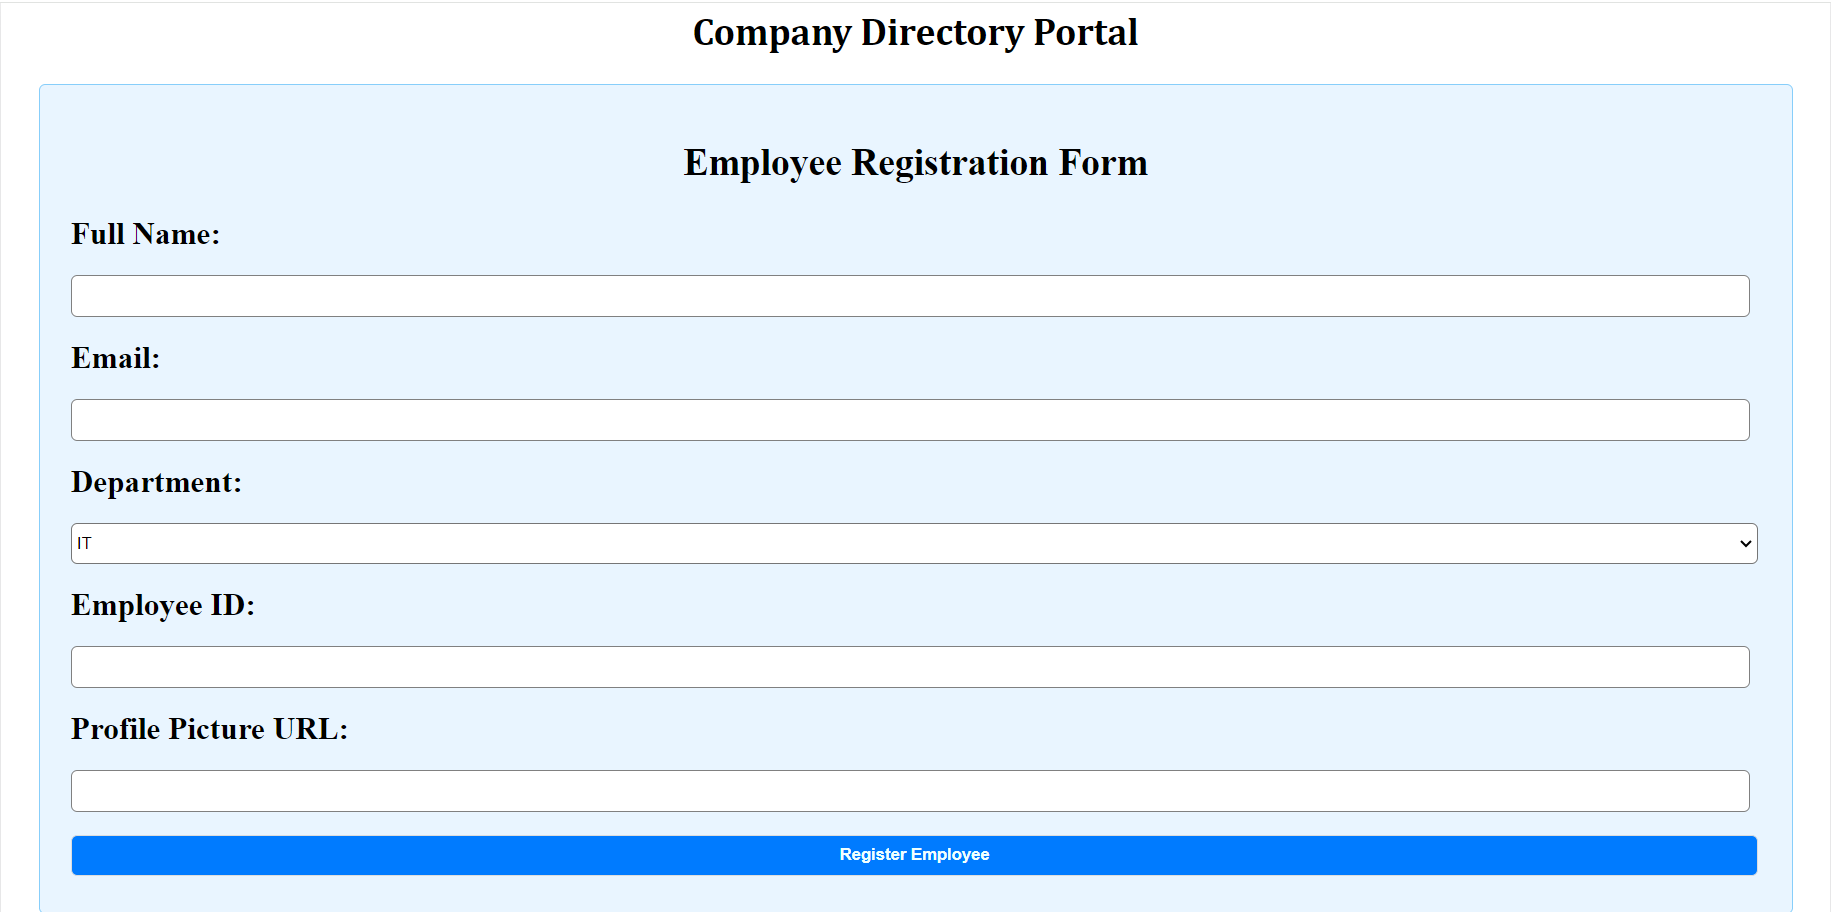 Company Directory Portal
Employee Registration Form
Full Name:
Email:
Department:
IT
Employee ID:
Profile Picture URL:
Register Employee